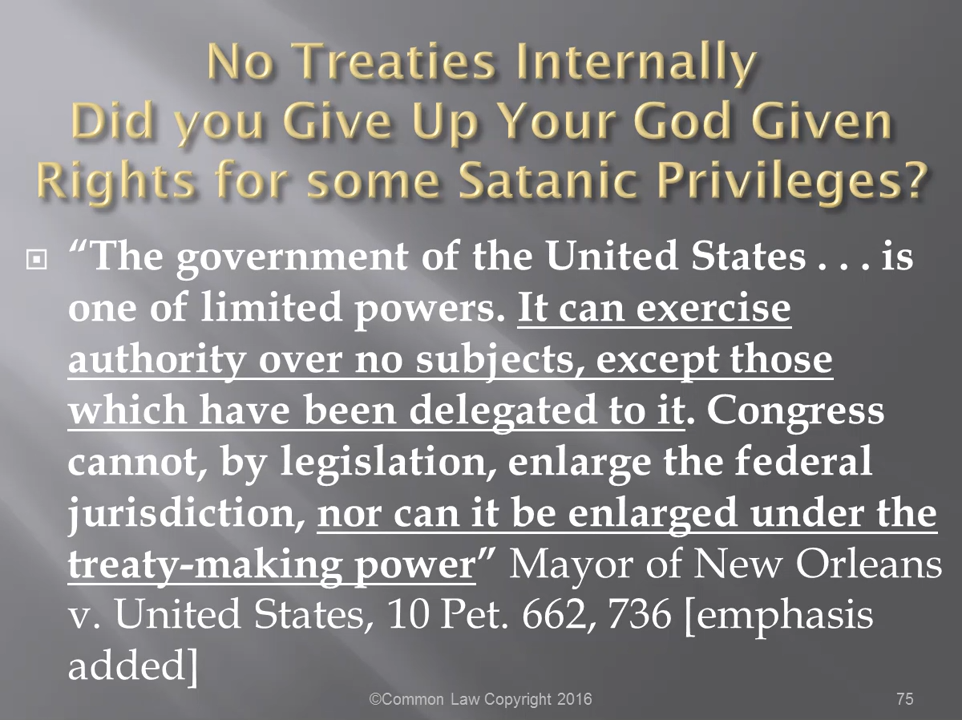 No Treaties Internally
Did you Give Up Your God Given
Rights for some Satanic Privileges?
“The government of the United States . . . is
one of limited powers. It can exercise
authority over no subjects, except those
which have been delegated to it. Congress
cannot, by legislation, enlarge the federal
jurisdiction, nor can it be enlarged under the
treaty-making power” Mayor of New Orleans
v. United States, 10 Pet. 662, 736 [emphasis
added]
©Common Law Copyright 2016 75